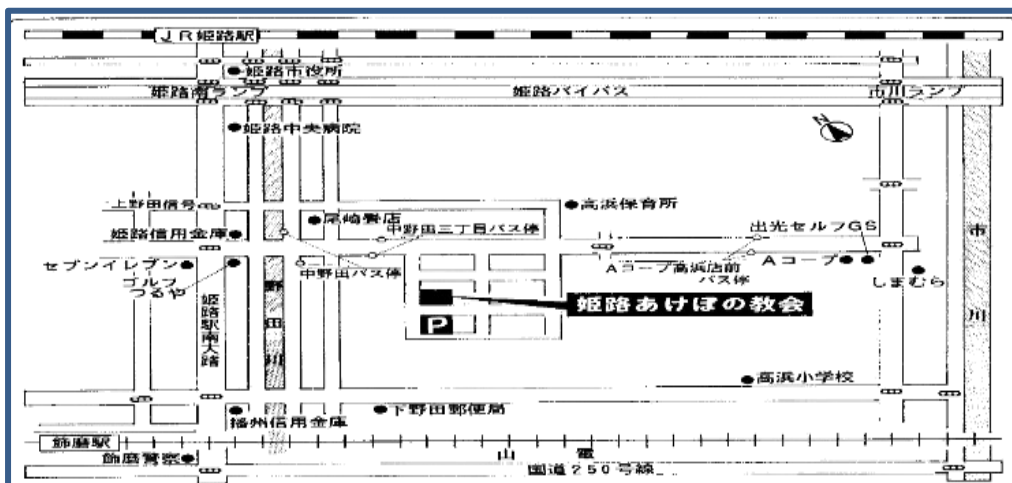 JR姫路駅
姫路市役所
姫路南ランプ
姫路バイパス
市川ランプ
姫路中央病院
N
上野田信号
尾崎畳店
高浜保育所
姫路信用金庫
中野田三丁目バス停
出光セルフGS
セブンイレブン
中野田バス停
Aコープ高浜店前
バス停
Aコープ
しまむら
ゴルフ
つるや
姫路駅南大路
野田川
市川
姫路あけぼの教会
P
高浜小学校
播州信用金庫
下野田郵便局
飾磨駅
山電
飾磨警察
国道250号線